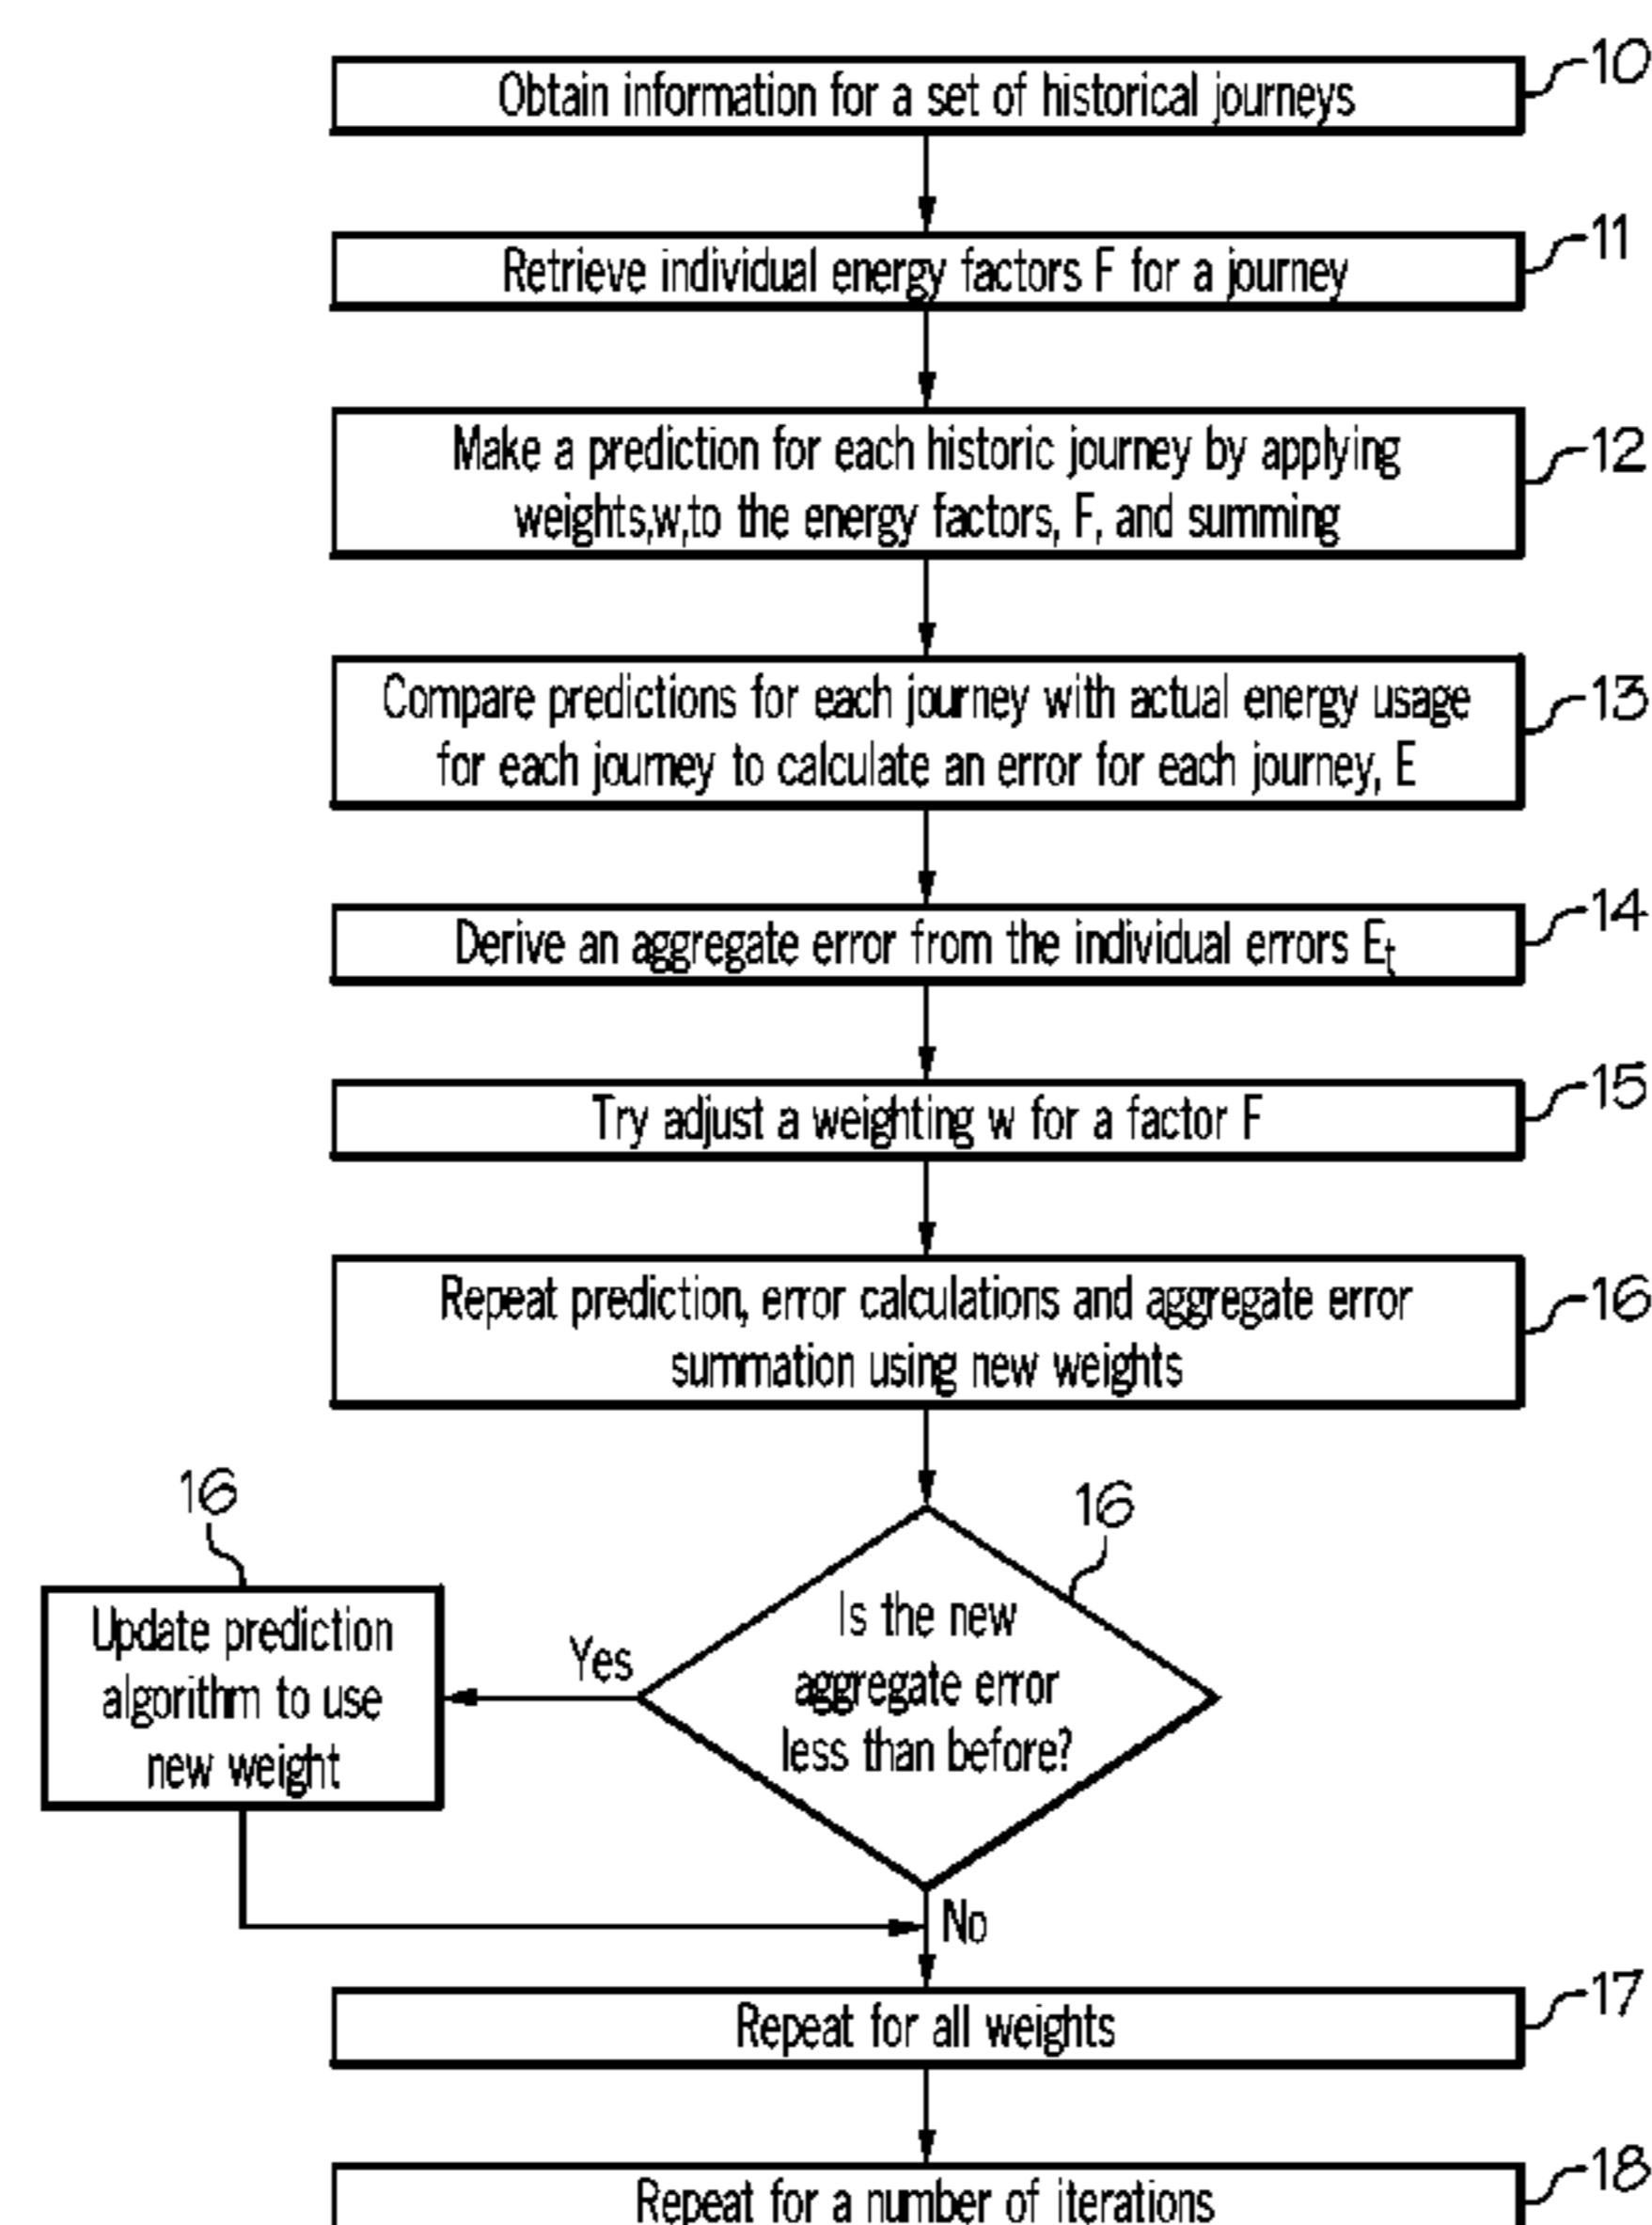 10
Obtain information for a set of historical journeys
11
Retrieve individual energy factors F for a journey
12
Make a prediction for each historic journey by applying
weights,w,to the energy factors, F, and summing
13
Compare predictions for each journey with actual energy usage
for each journey to calculate an error for each journey, E
14
Derive an aggregate error from the individual errors Et
15
Try adjust a weighting w for a factor F
16
Repeat prediction, error calculations and aggregate error
summation using new weights
16
Update prediction
algorithm to use
new weight
Yes
16
Is the new
aggregate error
less than before?
No
17
Repeat for all weights
18
Repeat for a number of iterations